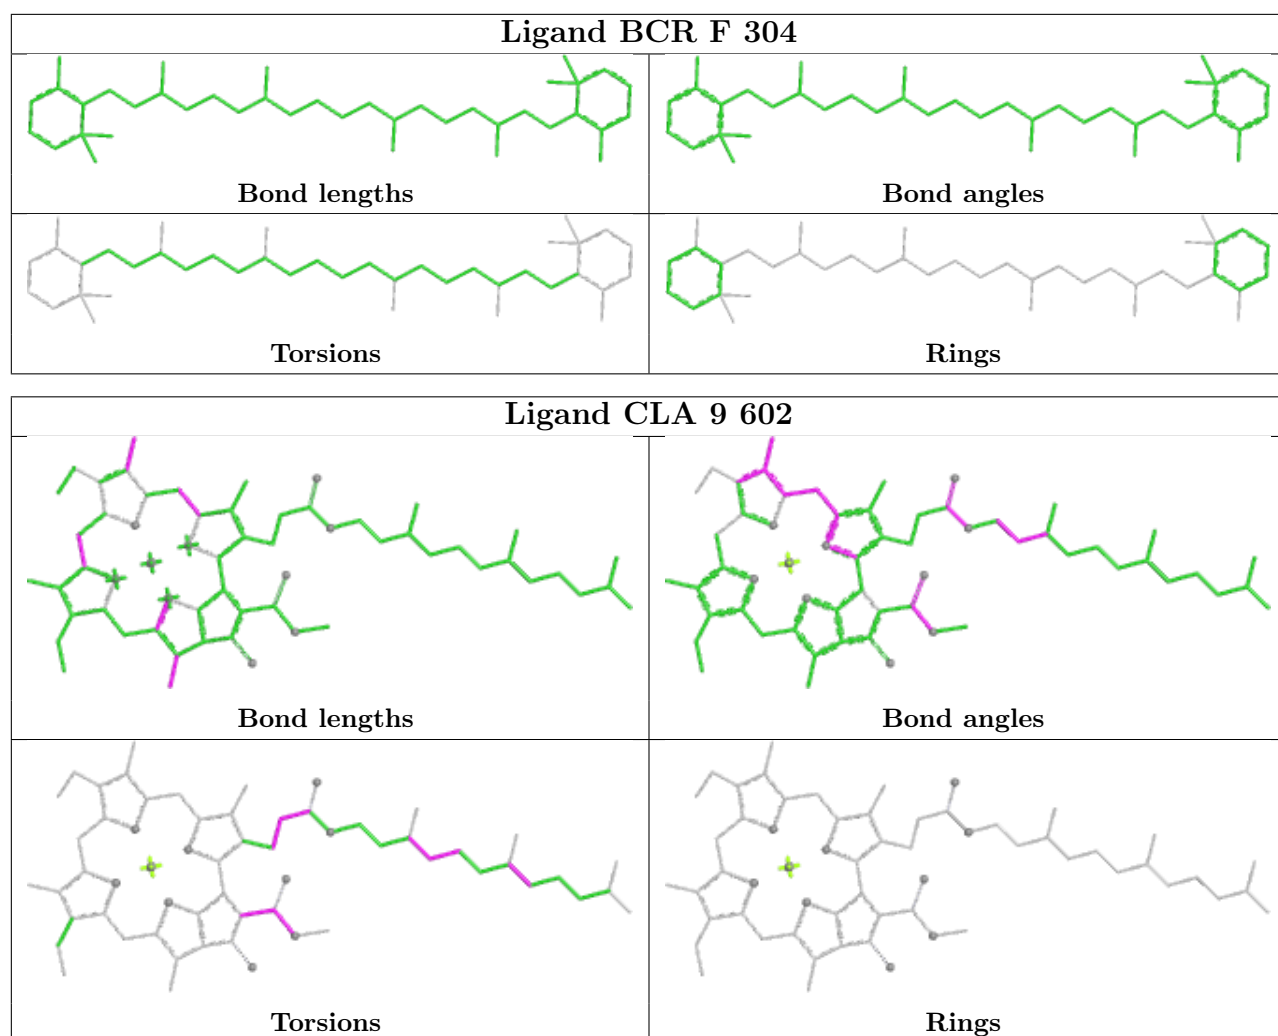 Ligand BCR F 304
Bond lengths
Bond angles
Torsions
Rings
Ligand CLA 9 602
Bond lengths
Bond angles
Torsions
Rings